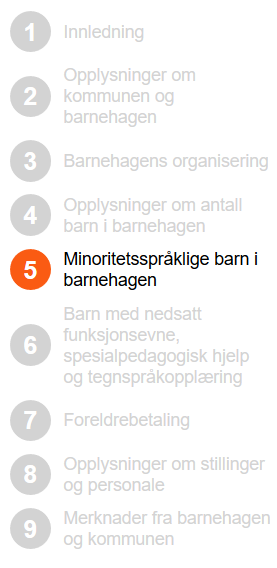 1 Innledning
2 Opplysninger om
kommunen og
barnehagen
3 Barnehagens organisering
4 Opplysninger om antall
barn i barnehagen
5 Minoritetsspråklige barn i
barnehagen
6 Barn med nedsatt
funksjonsevne,
spesialpedagogisk hjelp
og tegnspråkopplæring
7 Foreldrebetaling
8 Opplysninger om stillinger
og personale
9 Merknader fra barnehagen
og kommunen